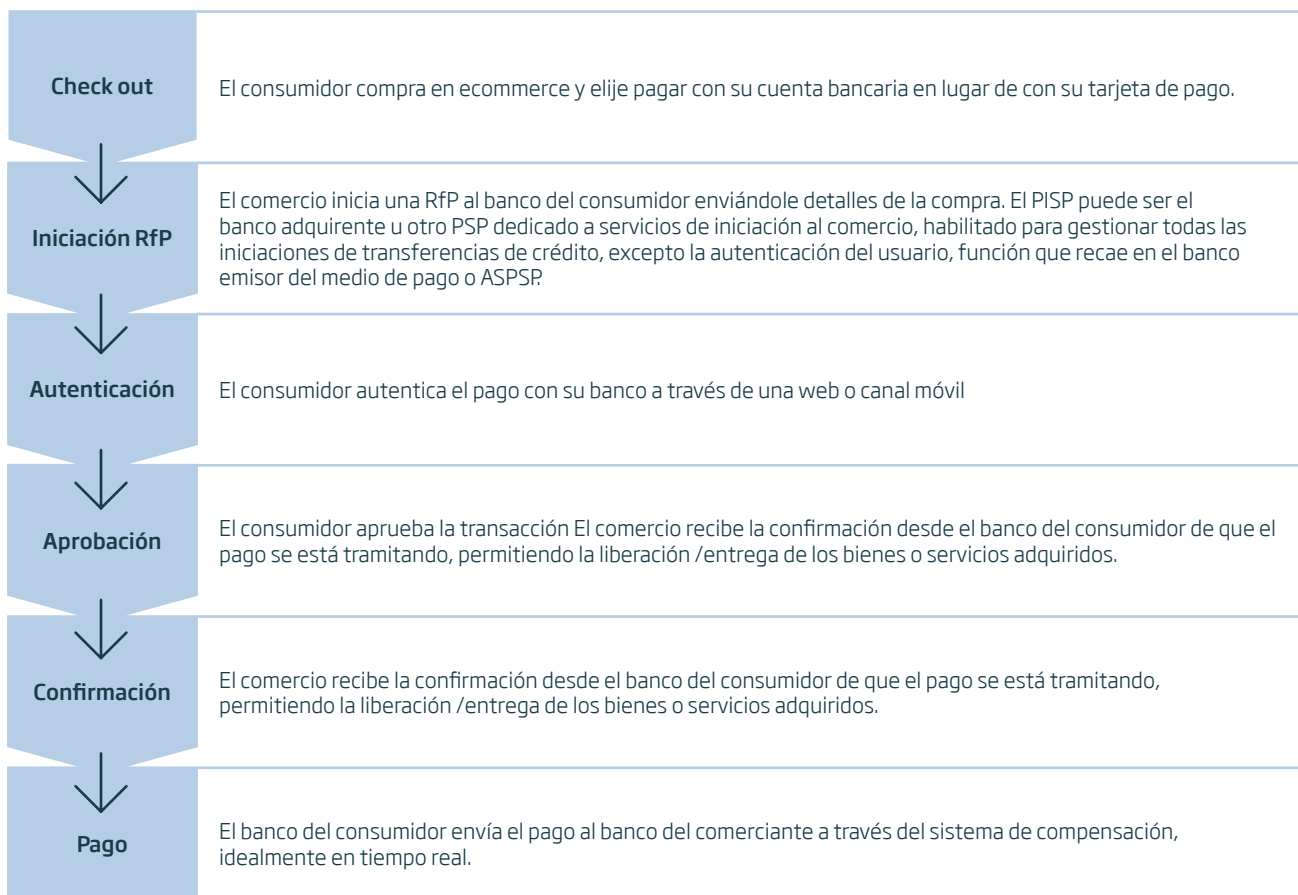 Check out
El consumidor compra en ecommerce y elije pagar con su cuenta bancaria en lugar de con su tarjeta de pago.
Iniciación RfP
El comercio inicia una RfP al banco del consumidor enviándole detalles de la compra. El PISP puede ser el
banco adquirente u otro PSP dedicado a servicios de iniciación al comercio, habilitado para gestionar todas las
iniciaciones de transferencias de crédito, excepto la autenticación del usuario, función que recae en el banco
emisor del medio de pago o ASPSP.
Autenticación
El consumidor autentica el pago con su banco a través de una web o canal móvil
Aprobación
El consumidor aprueba la transacción El comercio recibe la confirmación desde el banco del consumidor de que el
pago se está tramitando, permitiendo la liberación /entrega de los bienes o servicios adquiridos.
Confirmación
El comercio recibe la confirmación desde el banco del consumidor de que el pago se está tramitando,
permitiendo la liberación /entrega de los bienes o servicios adquiridos.
Pago
El banco del consumidor envía el pago al banco del comerciante a través del sistema de compensación,
idealmente en tiempo real.